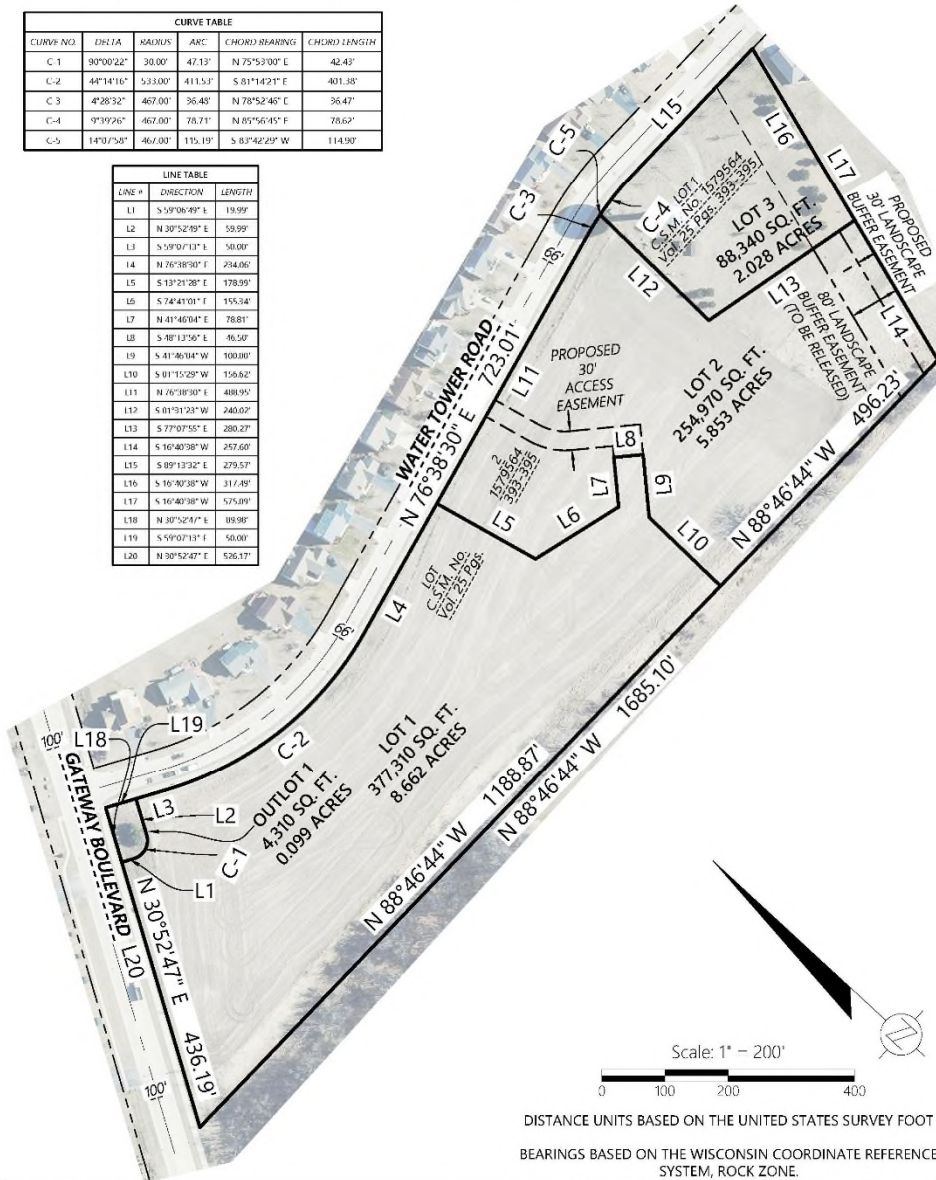 CURVE TABLE
CURVE NO. DELTA RADIUS ARC CHORD BEARING CHORD LENGTH
C-1 90°00'22" 30.00' 47.13' N 75°53'00" E 42.43'
C-2 44°14'16" 533.00' 411.53' S 81°14'21" E 401.38'
C-3 4°28'32" 467.00' 36.48' N 78°52'46" E 36.47'
C-4 9°39'26" 467.00' 78.71' N 85°56'45" E 78.62'
C-5 14°07'58" 467.00' 115.19' S 83°42'29" W 114.90'
LINE TABLE
LINE # DIRECTION LENGTH
L1 S 59°06'49" E 19.99'
L2 N 30°52'49" E 59.99'
L3 S 59°07'13" E 50.00'
L4 N 76°38'30" E 234.06'
L5 S 13°21'28" E 178.99'
L6 S 74°41'01" E 155.34'
L7 N 41°46'04" E 78.81'
L8 S 48°13'56" E 46.50'
L9 S 41°46'04" W 100.00'
L10 S 01°15'29" W 156.62'
L11 N 76°38'30" E 488.95'
L12 S 01°31'23" W 240.02'
L13 S 77°07'55" E 280.27'
L14 S 16°40'38" W 257.60'
L15 S 89°13'32" E 279.57'
L16 S 16°40'38" W 317.49'
L17 S 16°40'38" W 575.09'
L18 N 30°52'47" E 89.98'
L19 S 59°07'13" E 50.00'
L20 N 30°52'47" E 526.17'
L15
C-5
L16
C-3
L17
C-4
LOT 1
C.S.M. No. 1579564
Vol. 25 Pgs. 393-395
LOT 3
88,340 SQ. FT.
2.028 ACRES
PROPOSED
30' LANDSCAPE
BUFFER EASEMENT
66'
L12
L13
L14
80' LANDSCAPE
BUFFER EASEMENT
(TO BE RELEASED)
WATER TOWER ROAD
N 76°38'30" E 723.01'
L11
PROPOSED
30'
ACCESS
EASEMENT
LOT 2
254,970 SQ. FT.
5.853 ACRES
L8
N 88°46'44" W 496.23'
L7
L9
L5
L6
L10
LOT 2
C.S.M. No. 1579564
Vol. 25 Pgs. 393-395
L4
66'
N 88°46'44" W 1685.10'
N 88°46'44" W 1188.87'
LOT 1
377,310 SQ. FT.
8.662 ACRES
C-2
100'
L18
L19
GATEWAY BOULEVARD
L3
L2
OUTLOT 1
4,310 SQ. FT.
0.099 ACRES
C-1
L1
N 30°52'47" E 436.19'
L20
100'
Scale: 1" = 200'
0 100 200 400
DISTANCE UNITS BASED ON THE UNITED STATES SURVEY FOOT
BEARINGS BASED ON THE WISCONSIN COORDINATE REFERENCE
SYSTEM, ROCK ZONE.